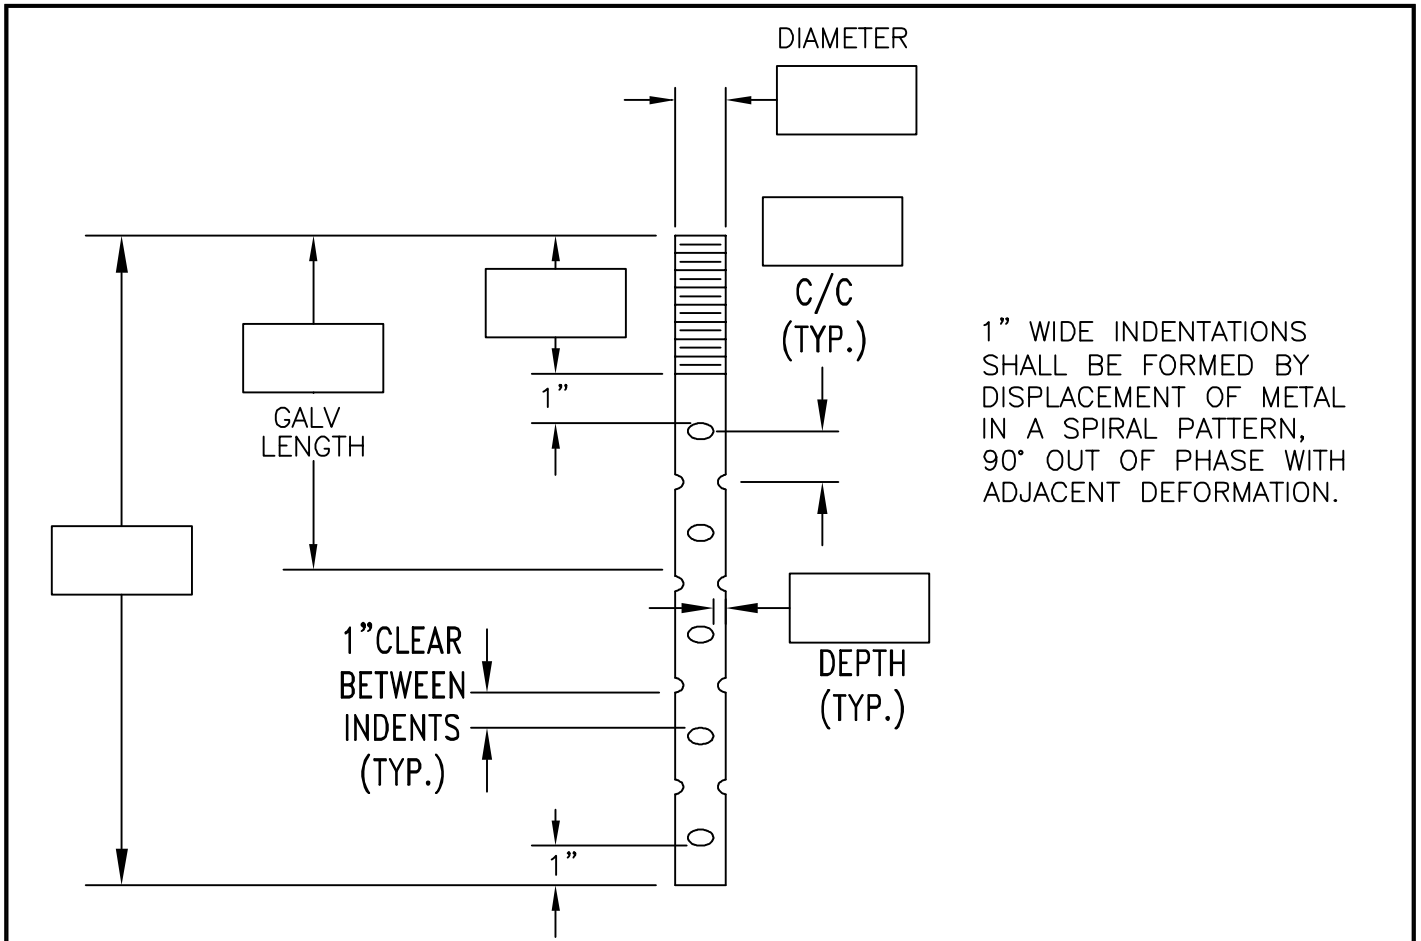 DIAMETER
C/C
(TYP.)
1” WIDE INDENTATIONS
SHALL BE FORMED BY
DISPLACEMENT OF METAL
IN A SPIRAL PATTERN,
90° OUT OF PHASE WITH
ADJACENT DEFORMATION.
1”
GALV
LENGTH
1”CLEAR
BETWEEN
INDENTS
(TYP.)
DEPTH
(TYP.)
1”